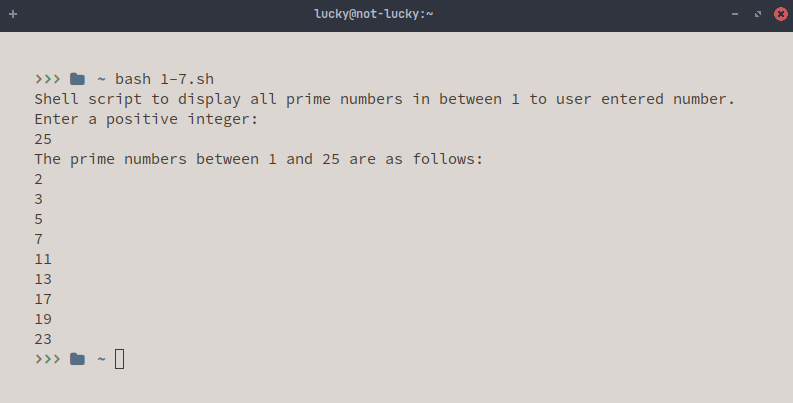 lucky@not-lucky:~
>>> ~ bash 1-7.sh
Shell script to display all prime numbers in between 1 to user entered number.
Enter a positive integer:
25
The prime numbers between 1 and 25 are as follows:
2
3
5
7
11
13
17
19
23
>>> ~